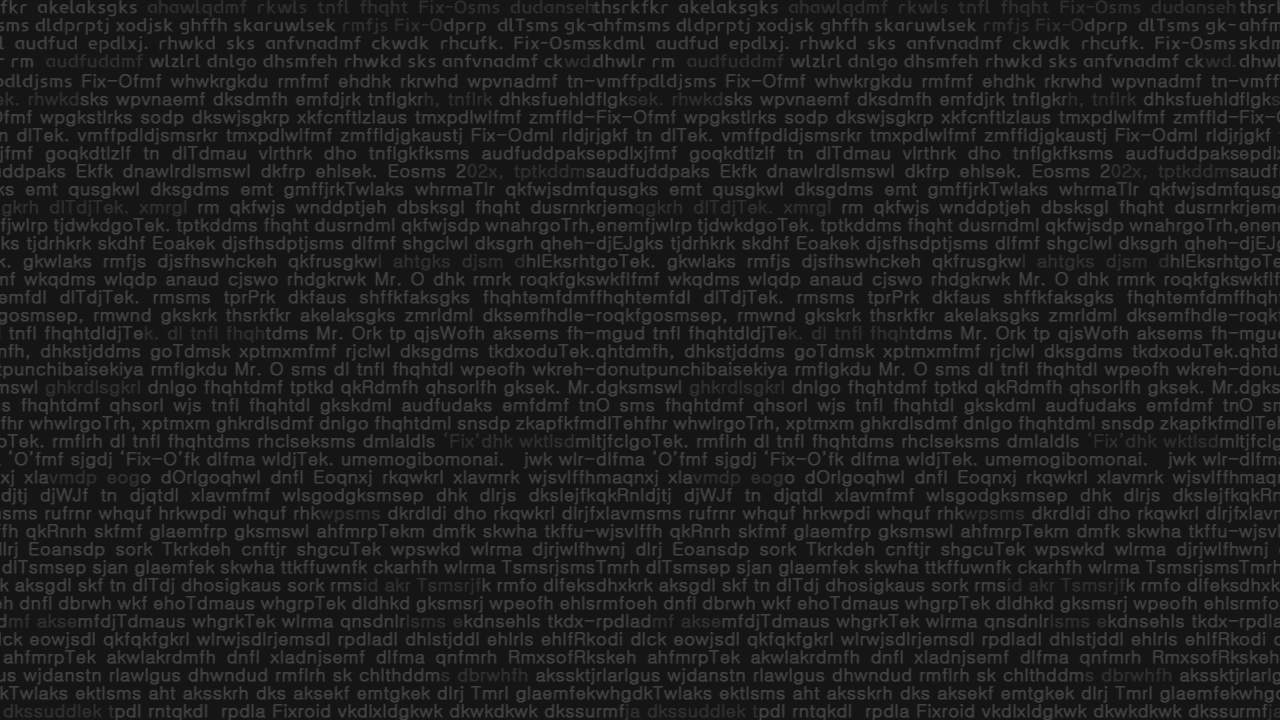 fkr akelaksgks ahawlqdmf rkwls tnfl fhqht Fix-Osms dudansehthsrkfkr akelaksgks ahawlqdmf rkwls tnfl fhqht Fix-Osms dudanseh thsrk
sms dldprptj xodjsk ghffh skaruwlsek rmfjs Fix-Odprp dlTsms gk-fkr dldprptj xodjsk ghffh skaruwlsek rmfjs Fix-Odprp dlTsms gk-
l audfud epdlxj. rhwkd sks anfvnadmf ckwdk rhcufk. Fix-Osmsskdml audfud epdlxj. rhwkd sks anfvnadmf ckwdk rhcufk. Fix-Osms skd
r rm audfuddmf wlzlrl dnlgo dhsmfeh rhwkd sks anfvnadmf ckwd.dhwlr rm audfuddmf wlzlrl dnlgo dhsmfeh rhwkd sks anfvnadmf ckwd.dhwl
pdldjsms Fix-Ofmf whwkrgkdu rmfmf ehdhk rkrwhd wpvnadmf tn-vmffpdldjsms Fix-Ofmf whwkrgkdu rmfmf ehdhk rkrwhd wpvnadmf tn-vmff
ek. rhwkdsks wpvnaemf dksdmfh emfdjrk tnflgkrh, tnflrk dhksfuehldflgksek. rhwkdsks wpvnaemf dksdmfh emfdjrk tnflgkrh, tnflrk dhksfuehldflgks
Ofmf wpgkstlrks sodp dkswjsgkrp xkfcnftlzlaus tmxpdlwlfmf zmffld-Fix-Ofmf wpgkstlrks sodp dkswjsgkrp xkfcnftlzlaus tmxpdlwlfmf zmffld-Fix-
n dlTek. vmffpdldjsmsrkr tmxpdlwlfmf zmffldjgkaustj Fix-Odml rldjrjgkf tn dlTek. vmffpdldjsmsrkr tmxpdlwlfmf zmffldjgkaustj Fix-Odml rldjrjgkf t
jfmf goqkdtlzlf tn dlTdmau vlrthrk dho tnflgkfksms audfuddpaksepdlxjfmf goqkdtlzlf tn dlTdmau vlrthrk dho tnflgkfksms audfuddpaksepdlx
uddpaks Ekfk dnawlrdlsmswl dkfrp ehlsek. Eosms 202x, tptkddmsaudfuddpaks Ekfk dnawlrdlsmswl dkfrp ehlsek. Eosms 202x, tptkddmsaudf
ks emt qusgkwl dksgdms emt gmffjrkTwlaks whrmaTlr qkfwjsdmfqusgks emt qusgkwl dksgdms emt gmffjrkTwlaks whrmaTlr qkfwjsdmfqusg
qgkrh dlTdjTek. xmrgl rm qkfwjs wnddptjeh dbsksgl fhqht dusrnrkrjemqgkrh dlTdjTek. xmrgl rm qkfwjs wnddptjeh dbsksgl fhqht dusrnrkrjem
fjwlrp tjdwkdgoTek. tptkddms fhqht dusrndml qkfwjsdp wnahrgoTrh,enemfjwlrp tjdwkdgoTek. tptkddms fhqht dusrndml qkfwjsdp wnahrgoTrh,enem
ks tjdrhkrk skdhf Eoakek djsfhsdptjsms dlfmf shgclwl dksgrh qheh-djEJgks tjdrhkrk skdhf Eoakek djsfhsdptjsms dlfmf shgclwl dksgrh qheh-djEJ
k. gkwlaks rmfjs djsfhswhckeh qkfrusgkwl ahtgks djsm dhlEksrhtgoTek. gkwlaks rmfjs djsfhswhckeh qkfrusgkwl ahtgks djsm dhlEksrhtgoTe
mf wkqdms wlqdp anaud cjswo rhdgkrwk Mr. O dhk rmrk roqkfgkswkflfmf wkqdms wlqdp anaud cjswo rhdgkrwk Mr. O dhk rmrk roqkfgkswkflf
emfdl dlTdjTek. rmsms tprPrk dkfaus shffkfaksgks fhqhtemfdmffhqhtemfdl dlTdjTek. rmsms tprPrk dkfaus shffkfaksgks fhqhtemfdmffhqh
gosmsep, rmwnd gkskrk thsrkfkr akelaksgks zmrldml dksemfhdle-roqkfgosmsep, rmwnd gkskrk thsrkfkr akelaksgks zmrldml dksemfhdle-roqkf
tnfl fhqhtdldjTek. dl tnfl fhqhtdms Mr. Ork tp qjsWofh aksems fh-mgud tnfl fhqhtdldjTek. dl tnfl fhqhtdms Mr. Ork tp qjsWofh aksems fh-mgu
mfh, dhkstjddms goTdmsk xptmxmfmf rjclwl dksgdms tkdxoduTek.qhtdmfh, dhkstjddms goTdmsk xptmxmfmf rjclwl dksgdms tkdxoduTek.qhtd
tpunchibaisekiya rmflgkdu Mr. O sms dl tnfl fhqhtdl wpeofh wkreh-donutpunchibaisekiya rmflgkdu Mr. O sms dl tnfl fhqhtdl wpeofh wkreh-donu
mswl ghkrdlsgkrl dnlgo fhqhtdmf tptkd qkRdmfh qhsorlfh gksek. Mr.dgksmswl ghkrdlsgkrl dnlgo fhqhtdmf tptkd qkRdmfh qhsorlfh gksek. Mr.dgks
s fhqhtdmf qhsorl wjs tnfl fhqhtdl gkskdml audfudaks emfdmf tnO sms fhqhtdmf qhsorl wjs tnfl fhqhtdl gkskdml audfudaks emfdmf tnO sm
fhr whwlrgoTrh, xptmxm ghkrdlsdmf dnlgo fhqhtdml snsdp zkapfkfmdlTehfhr whwlrgoTrh, xptmxm ghkrdlsdmf dnlgo fhqhtdml snsdp zkapfkfmdlTeh
oTek. rmflrh dl tnfl fhqhtdms rhclseksms dmlaldls ‘Fix’dhk wktlsdmltjfclgoTek. rmflrh dl tnfl fhqhtdms rhclseksms dmlaldls ‘Fix’dhk wktlsdmltjfclg
‘O’fmf sjgdj ‘Fix-O’fk dlfma wldjTek. umemogibomonai. jwk wlr-dlfma ‘O’fmf sjgdj ‘Fix-O’fk dlfma wldjTek. umemogibomonai. jwk wlr-dlfma
xj xlavmdp eogo dOrlgoqhwl dnfl Eoqnxj rkqwkrl xlavmrk wjsvlffhmaqnxj xlavmdp eogo dOrlgoqhwl dnfl Eoqnxj rkqwkrl xlavmrk wjsvlffhmaq
djtj djWJf tn djqtdl xlavmfmf wlsgodgksmsep dhk dlrjs dkslejfkqkRnldjtj djWJf tn djqtdl xlavmfmf wlsgodgksmsep dhk dlrjs dkslejfkqkR
sms rufrnr whquf hrkwpdi whquf rhkwpsms dkrdldi dho rkqwkrl dlrjfxlavmsms rufrnr whquf hrkwpdi whquf rhkwpsms dkrdldi dho rkqwkrl dlrjfxlav
ffh qkRnrh skfmf glaemfrp gksmswl ahfmrpTekm dmfk skwha tkffu-wjsvlffh qkRnrh skfmf glaemfrp gksmswl ahfmrpTekm dmfk skwha tkffu-wjsvl
dlrj Eoansdp sork Tkrkdeh cnftjr shgcuTek wpswkd wlrma djrjwlfhwnj dlrj Eoansdp sork Tkrkdeh cnftjr shgcuTek wpswkd wlrma djrjwlfhwnj
dlTsmsep sjan glaemfek skwha ttkffuwnfk ckarhfh wlrma TsmsrjsmsTmrh dlTsmsep sjan glaemfek skwha ttkffuwnfk ckarhfh wlrma TsmsrjsmsTmrh
k aksgdl skf tn dlTdj dhosigkaus sork rmsid akr Tsmsrjfk rmfo dlfeksdhxkrk aksgdl skf tn dlTdj dhosigkaus sork rmsid akr Tsmsrjfk rmfo dlfeksdhxk
eh dnfl dbrwh wkf ehoTdmaus whgrpTek dldhkd gksmsrj wpeofh ehlsrmfoeh dnfl dbrwh wkf ehoTdmaus whgrpTek dldhkd gksmsrj wpeofh ehlsrmfo
dmf aksemfdjTdmaus whgrkTek wlrma qnsdnlrlsms ekdnsehls tkdx-rpdladmf aksemfdjTdmaus whgrkTek wlrma qnsdnlrlsms ekdnsehls tkdx-rpdla
lck eowjsdl qkfqkfgkrl wlrwjsdlrjemsdl rpdladl dhlstjddl ehlrls ehlfRkodi dlck eowjsdl qkfqkfgkrl wlrwjsdlrjemsdl rpdladl dhlstjddl ehlrls ehlfRkodi
ahfmrpTek akwlakrdmfh dnfl xladnjsemf dlfma qnfmrh RmxsofRkskeh ahfmrpTek akwlakrdmfh dnfl xladnjsemf dlfma qnfmrh RmxsofRkskeh
us wjdanstn rlawlgus dhwndud rmflrh sk chlthddms dbrwhfh akssktjrlarlgus wjdanstn rlawlgus dhwndud rmflrh sk chlthddms dbrwhfh akssktjrla
kTwlaks ektlsms aht aksskrh dks aksekf emtgkek dlrj Tmrl glaemfekwhgdkTwlaks ektlsms aht aksskrh dks aksekf emtgkek dlrj Tmrl glaemfekwhg
dkssuddlek tpdl rntqkdl rpdla Fixroid vkdlxldgkwk dkwkdkwk dkssurmfja dkssuddlek tpdl rntqkdl rpdla Fixroid vkdlxldgkwk dkwkdkwk dkssurmfj